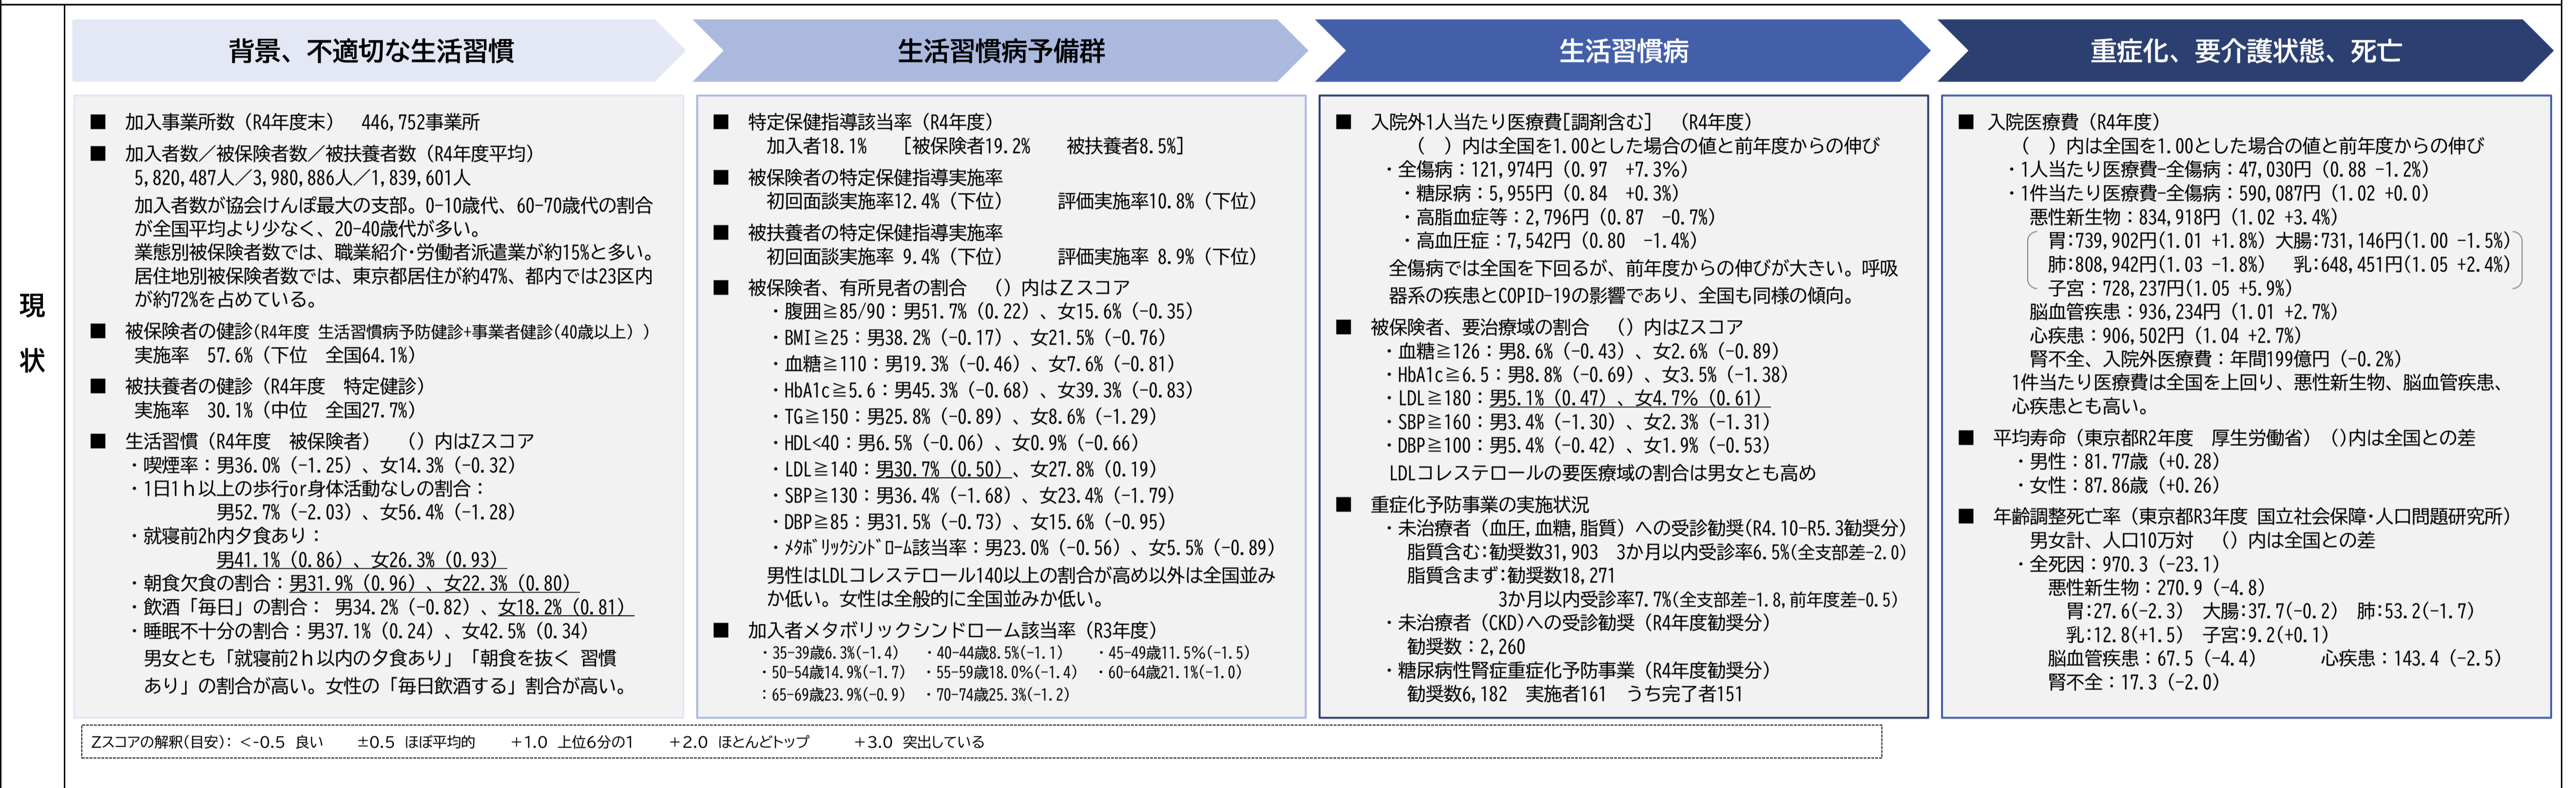 現
状
背景、不適切な生活習慣
■ 加入事業所数（R4年度末） 446,752事業所
■ 加入者数／被保険者数／被扶養者数（R4年度平均）
5,820,487人／3,980,886人／1,839,601人
加入者数が協会けんぽ最大の支部。0-10歳代、60-70歳代の割合
が全国平均より少なく、20-40歳代が多い。
業態別被保険者数では、職業紹介・労働者派遣業が約15%と多い。
居住地別被保険者数では、東京都居住が約47%、都内では23区内
が約72%を占めている。
■ 被保険者の健診（R4年度 生活習慣病予防健診+事業者健診（40歳以上））
実施率 57.6%（下位 全国64.1%）
■ 被扶養者の健診（R4年度 特定健診）
実施率 30.1%（中位 全国27.7%）
■ 生活習慣（R4年度 被保険者） （）内はZスコア
・喫煙率：男36.0%（-1.25）、女14.3%（-0.32）
・1日1ｈ以上の歩行or身体活動なしの割合：
男52.7%（-2.03）、女56.4%（-1.28）
・就寝前2h内夕食あり：
男41.1%（0.86）、女26.3%（0.93）
・朝食欠食の割合：男31.9%（0.96）、女22.3%（0.80）
・飲酒「毎日」の割合： 男34.2%（-0.82）、女18.2%（0.81）
・睡眠不十分の割合：男37.1%（0.24）、女42.5%（0.34）
男女とも「就寝前2ｈ以内の夕食あり」「朝食を抜く 習慣
あり」の割合が高い。女性の「毎日飲酒する」割合が高い。
生活習慣病予備群
■ 特定保健指導該当率（R4年度）
加入者18.1% ［被保険者19.2% 被扶養者8.5%］
■ 被保険者の特定保健指導実施率
初回面談実施率12.4%（下位） 評価実施率10.8%（下位）
■ 被扶養者の特定保健指導実施率
初回面談実施率 9.4%（下位） 評価実施率 8.9%（下位）
■ 被保険者、有所見者の割合 （）内はＺスコア
・腹囲≧85/90：男51.7%（0.22）、女15.6%（-0.35）
・BMI≧25：男38.2%（-0.17）、女21.5%（-0.76）
・血糖≧110：男19.3%（-0.46）、女7.6%（-0.81）
・HbA1c≧5.6：男45.3%（-0.68）、女39.3%（-0.83）
・TG≧150：男25.8%（-0.89）、女8.6%（-1.29）
・HDL<40：男6.5%（-0.06）、女0.9%（-0.66）
・LDL≧140：男30.7%（0.50）、女27.8%（0.19）
・SBP≧130：男36.4%（-1.68）、女23.4%（-1.79）
・DBP≧85：男31.5%（-0.73）、女15.6%（-0.95）
・ﾒﾀﾎﾞﾘｯｸｼﾝﾄﾞﾛｰﾑ該当率：男23.0%（-0.56）、女5.5%（-0.89）
男性はLDLコレステロール140以上の割合が高め以外は全国並み
か低い。女性は全般的に全国並みか低い。
■ 加入者メタボリックシンドローム該当率（R3年度）
・35-39歳6.3%(-1.4) ・40-44歳8.5%(-1.1) ・45-49歳11.5%(-1.5)
・50-54歳14.9%(-1.7) ・55-59歳18.0%(-1.4) ・60-64歳21.1%(-1.0)
：65-69歳23.9%(-0.9) ・70-74歳25.3%(-1.2)
生活習慣病
■ 入院外1人当たり医療費[調剤含む] （R4年度）
（ ）内は全国を1.00とした場合の値と前年度からの伸び
・全傷病：121,974円（0.97 +7.3%）
・糖尿病：5,955円（0.84 +0.3%）
・高脂血症等：2,796円（0.87 -0.7%）
・高血圧症：7,542円（0.80 -1.4%）
全傷病では全国を下回るが、前年度からの伸びが大きい。呼吸
器系の疾患とCOPID-19の影響であり、全国も同様の傾向。
■ 被保険者、要治療域の割合 （）内はZスコア
・血糖≧126：男8.6%（-0.43）、女2.6%（-0.89）
・HbA1c≧6.5：男8.8%（-0.69）、女3.5%（-1.38）
・LDL≧180：男5.1%（0.47）、女4.7%（0.61）
・SBP≧160：男3.4%（-1.30）、女2.3%（-1.31）
・DBP≧100：男5.4%（-0.42）、女1.9%（-0.53）
LDLコレステロールの要医療域の割合は男女とも高め
■ 重症化予防事業の実施状況
・未治療者（血圧,血糖,脂質）への受診勧奨(R4.10-R5.3勧奨分)
脂質含む:勧奨数31,903 3か月以内受診率6.5%(全支部差-2.0)
脂質含まず:勧奨数18,271
3か月以内受診率7.7%(全支部差-1.8,前年度差-0.5)
・未治療者（CKD)への受診勧奨（R4年度勧奨分）
勧奨数：2,260
・糖尿病性腎症重症化予防事業（R4年度勧奨分）
勧奨数6,182 実施者161 うち完了者151
重症化、要介護状態、死亡
■ 入院医療費（R4年度）
（ ）内は全国を1.00とした場合の値と前年度からの伸び
・1人当たり医療費-全傷病：47,030円（0.88 -1.2%）
・1件当たり医療費-全傷病：590,087円（1.02 +0.0）
悪性新生物：834,918円（1.02 +3.4%）
胃:739,902円(1.01 +1.8%) 大腸:731,146円(1.00 -1.5%)
肺:808,942円(1.03 -1.8%) 乳:648,451円(1.05 +2.4%)
子宮：728,237円(1.05 +5.9%)
脳血管疾患：936,234円（1.01 +2.7%）
心疾患：906,502円（1.04 +2.7%）
腎不全、入院外医療費：年間199億円（-0.2%）
1件当たり医療費は全国を上回り、悪性新生物、脳血管疾患、
心疾患とも高い。
■ 平均寿命（東京都R2年度 厚生労働省） （）内は全国との差
・男性：81.77歳（+0.28）
・女性：87.86歳（+0.26）
■ 年齢調整死亡率（東京都R3年度 国立社会保障・人口問題研究所）
男女計、人口10万対 （）内は全国との差
・全死因：970.3（-23.1）
悪性新生物：270.9（-4.8）
胃:27.6(-2.3) 大腸:37.7(-0.2) 肺:53.2(-1.7)
乳:12.8(+1.5) 子宮:9.2(+0.1)
脳血管疾患：67.5（-4.4） 心疾患：143.4（-2.5）
腎不全：17.3（-2.0）
Zスコアの解釈（目安）： <-0.5 良い ±0.5 ほぼ平均的 +1.0 上位6分の1 +2.0 ほとんどトップ +3.0 突出している